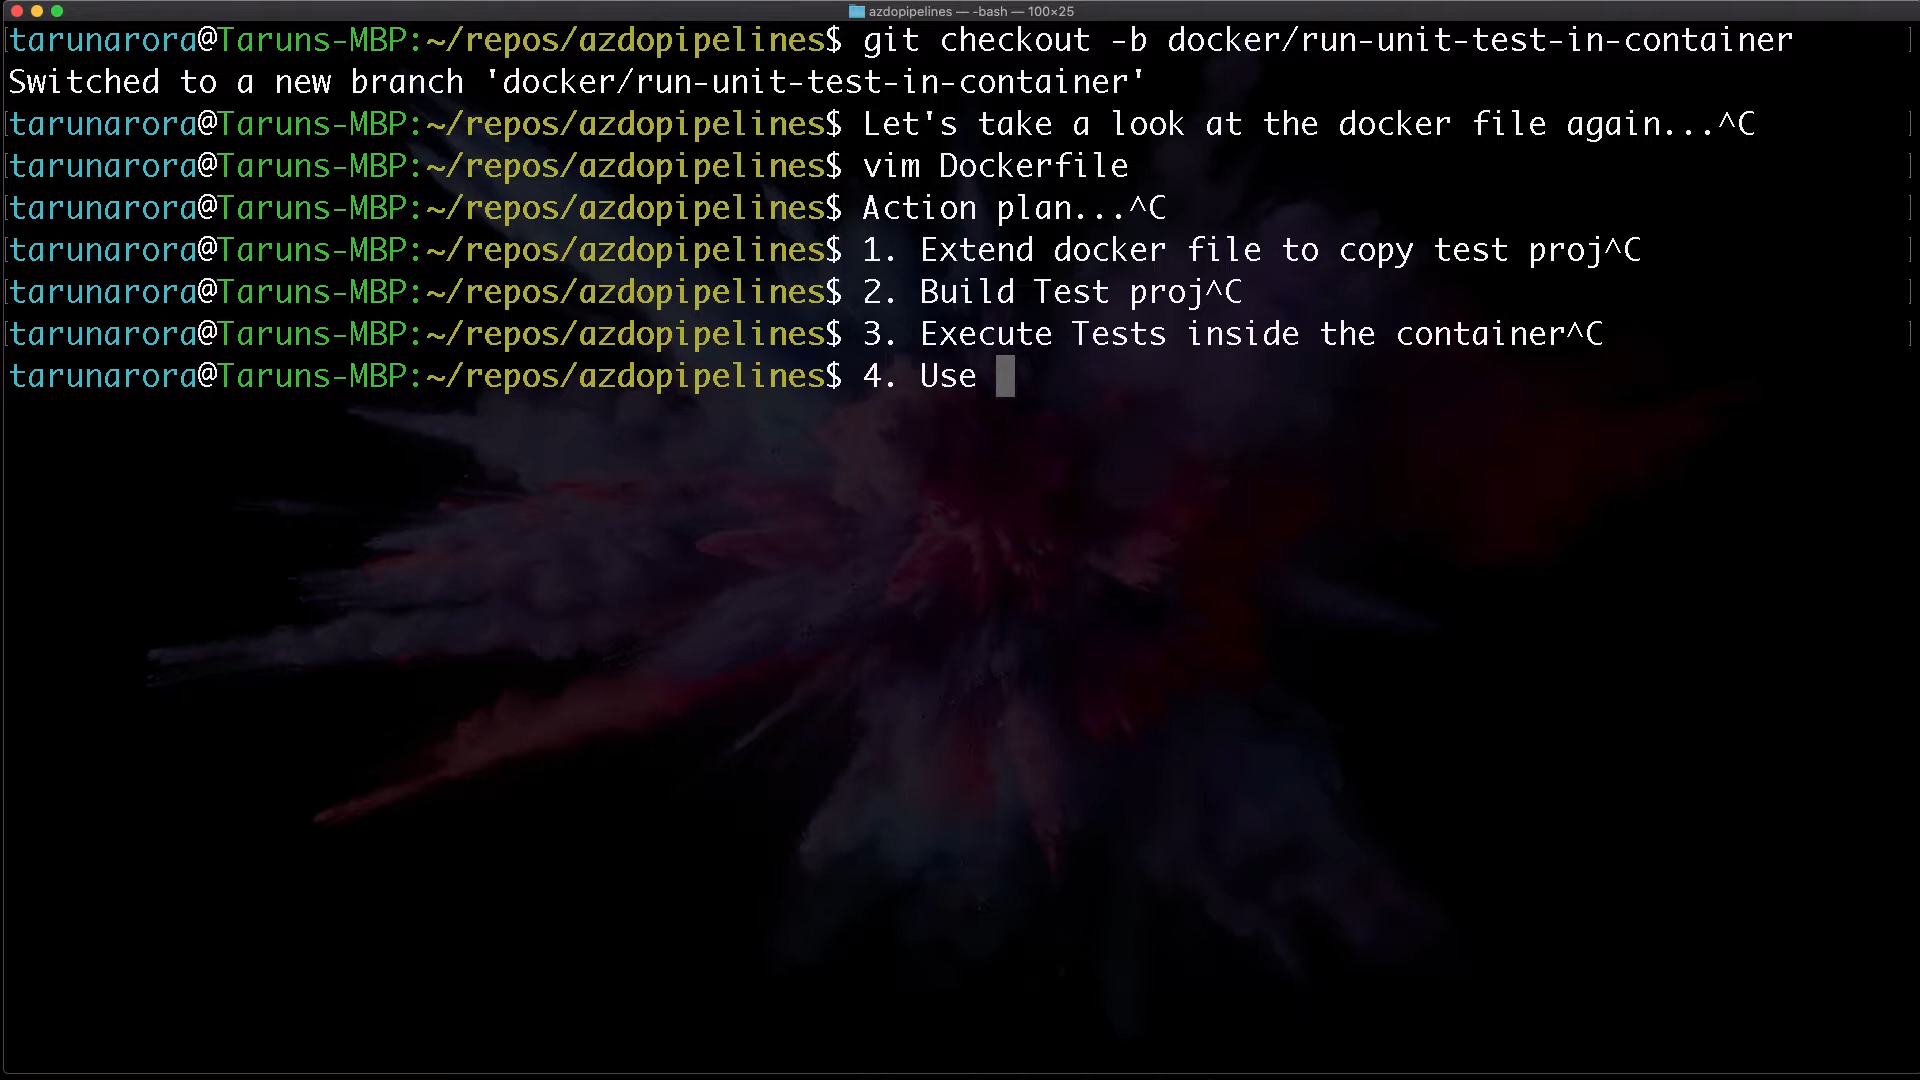 azdopipelines — -bash — 100×25
tarunarora@Taruns-MBP:~/repos/azdopipelines$ git checkout -b docker/run-unit-test-in-container
Switched to a new branch 'docker/run-unit-test-in-container'
tarunarora@Taruns-MBP:~/repos/azdopipelines$ Let's take a look at the docker file again...^C
tarunarora@Taruns-MBP:~/repos/azdopipelines$ vim Dockerfile
tarunarora@Taruns-MBP:~/repos/azdopipelines$ Action plan...^C
tarunarora@Taruns-MBP:~/repos/azdopipelines$ 1. Extend docker file to copy test proj^C
tarunarora@Taruns-MBP:~/repos/azdopipelines$ 2. Build Test proj^C
tarunarora@Taruns-MBP:~/repos/azdopipelines$ 3. Execute Tests inside the container^C
tarunarora@Taruns-MBP:~/repos/azdopipelines$ 4. Use